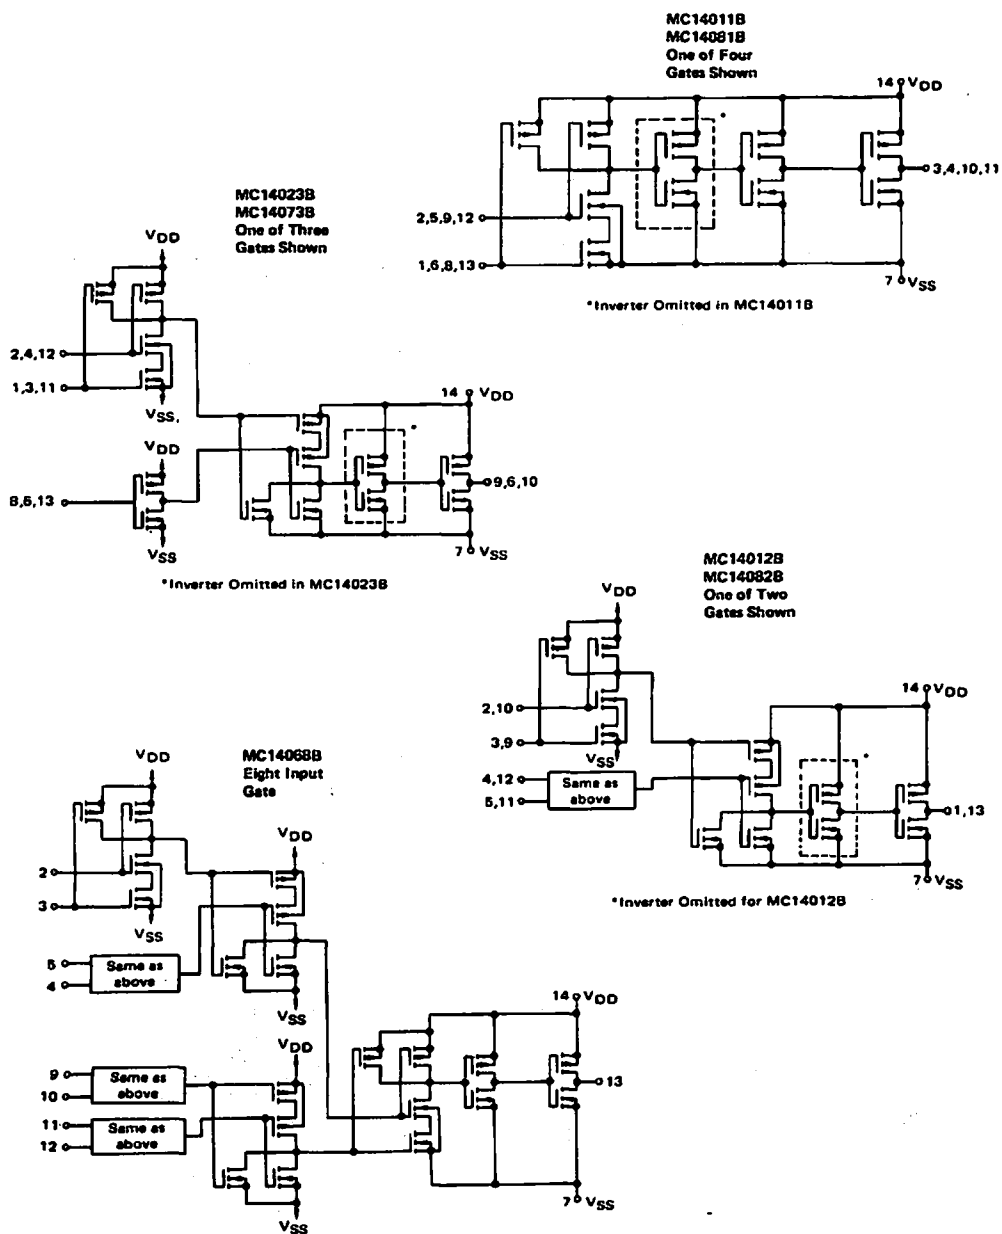 MC14011B
MC14081B
One of Four
Gates Shown
14 VDD
3,4,10,11
2,5,9,12
1,6,8,13
7 VSS
*
*Inverter Omitted in MC14011B
MC14023B
MC14073B
One of Three
Gates Shown
VDD
2,4,12
1,3,11
VSS
VDD
8,6,13
VSS
14 VDD
*
9,6,10
7 VSS
*Inverter Omitted in MC14023B
MC14012B
MC14082B
One of Two
Gates Shown
VDD
2,10
3,9
VSS
4,12
5,11
Same as
above
14 VDD
*
1,13
7 VSS
*Inverter Omitted for MC14012B
MC14068B
Eight Input
Gate
VDD
2
3
VSS
5
4
Same as
above
VDD
VSS
9
10
Same as
above
11
12
Same as
above
VDD
VSS
14 VDD
13
7 VSS